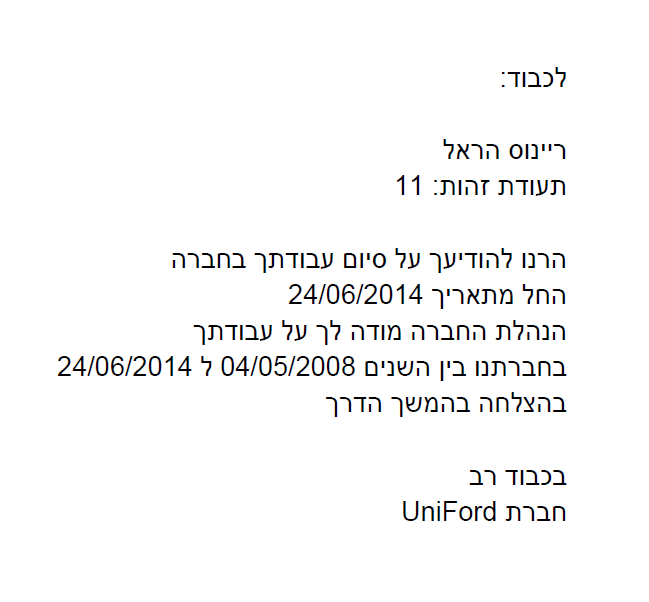 לכבוד:
ריינוס הראל
תעודת זהות: 11
הרנו להודיעך על סיום עבודתך בחברה
החל מתאריך 24/06/2014
הנהלת החברה מודה לך על עבודתך
בחברתנו בין השנים 04/05/2008 ל 24/06/2014
בהצלחה בהמשך הדרך
בכבוד רב
חברת UniFord